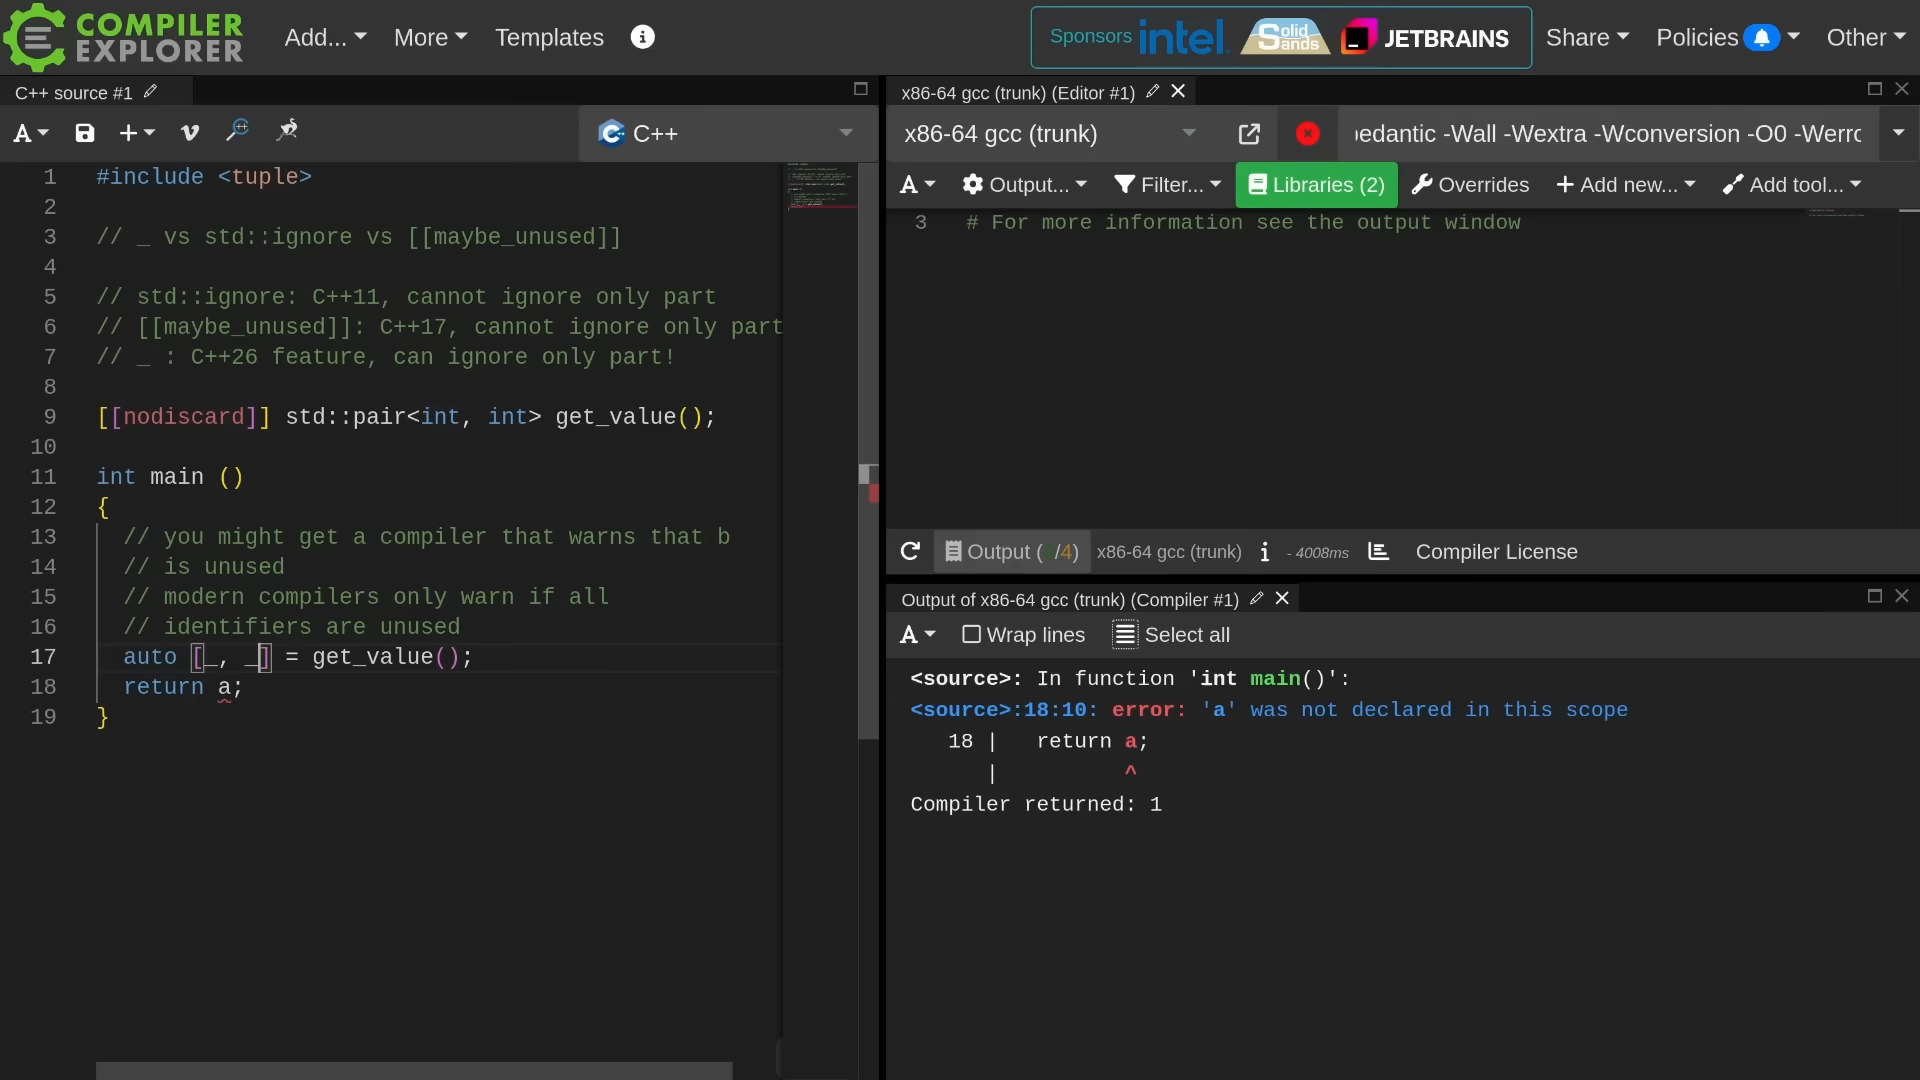 COMPILER EXPLORER
Add...
More
Templates
Sponsors intel. Solid Sands JETBRAINS
Share
Policies
Other
C++ source #1
A
C++
1 #include <tuple>
2
3 // _ vs std::ignore vs [[maybe_unused]]
4
5 // std::ignore: C++11, cannot ignore only part
6 // [[maybe_unused]]: C++17, cannot ignore only part
7 // _ : C++26 feature, can ignore only part!
8
9 [[nodiscard]] std::pair<int, int> get_value();
10
11 int main ()
12 {
13 // you might get a compiler that warns that b
14 // is unused
15 // modern compilers only warn if all
16 // identifiers are unused
17 auto [_, _] = get_value();
18 return a;
19 }
x86-64 gcc (trunk) (Editor #1)
x86-64 gcc (trunk)
edantic -Wall -Wextra -Wconversion -O0 -Werro
A Output... Filter... Libraries (2) Overrides + Add new... Add tool...
3 # For more information see the output window
Output ( /4) x86-64 gcc (trunk) i - 4008ms Compiler License
Output of x86-64 gcc (trunk) (Compiler #1)
A Wrap lines Select all
<source>: In function 'int main()':
<source>:18:10: error: 'a' was not declared in this scope
18 | return a;
| ^
Compiler returned: 1